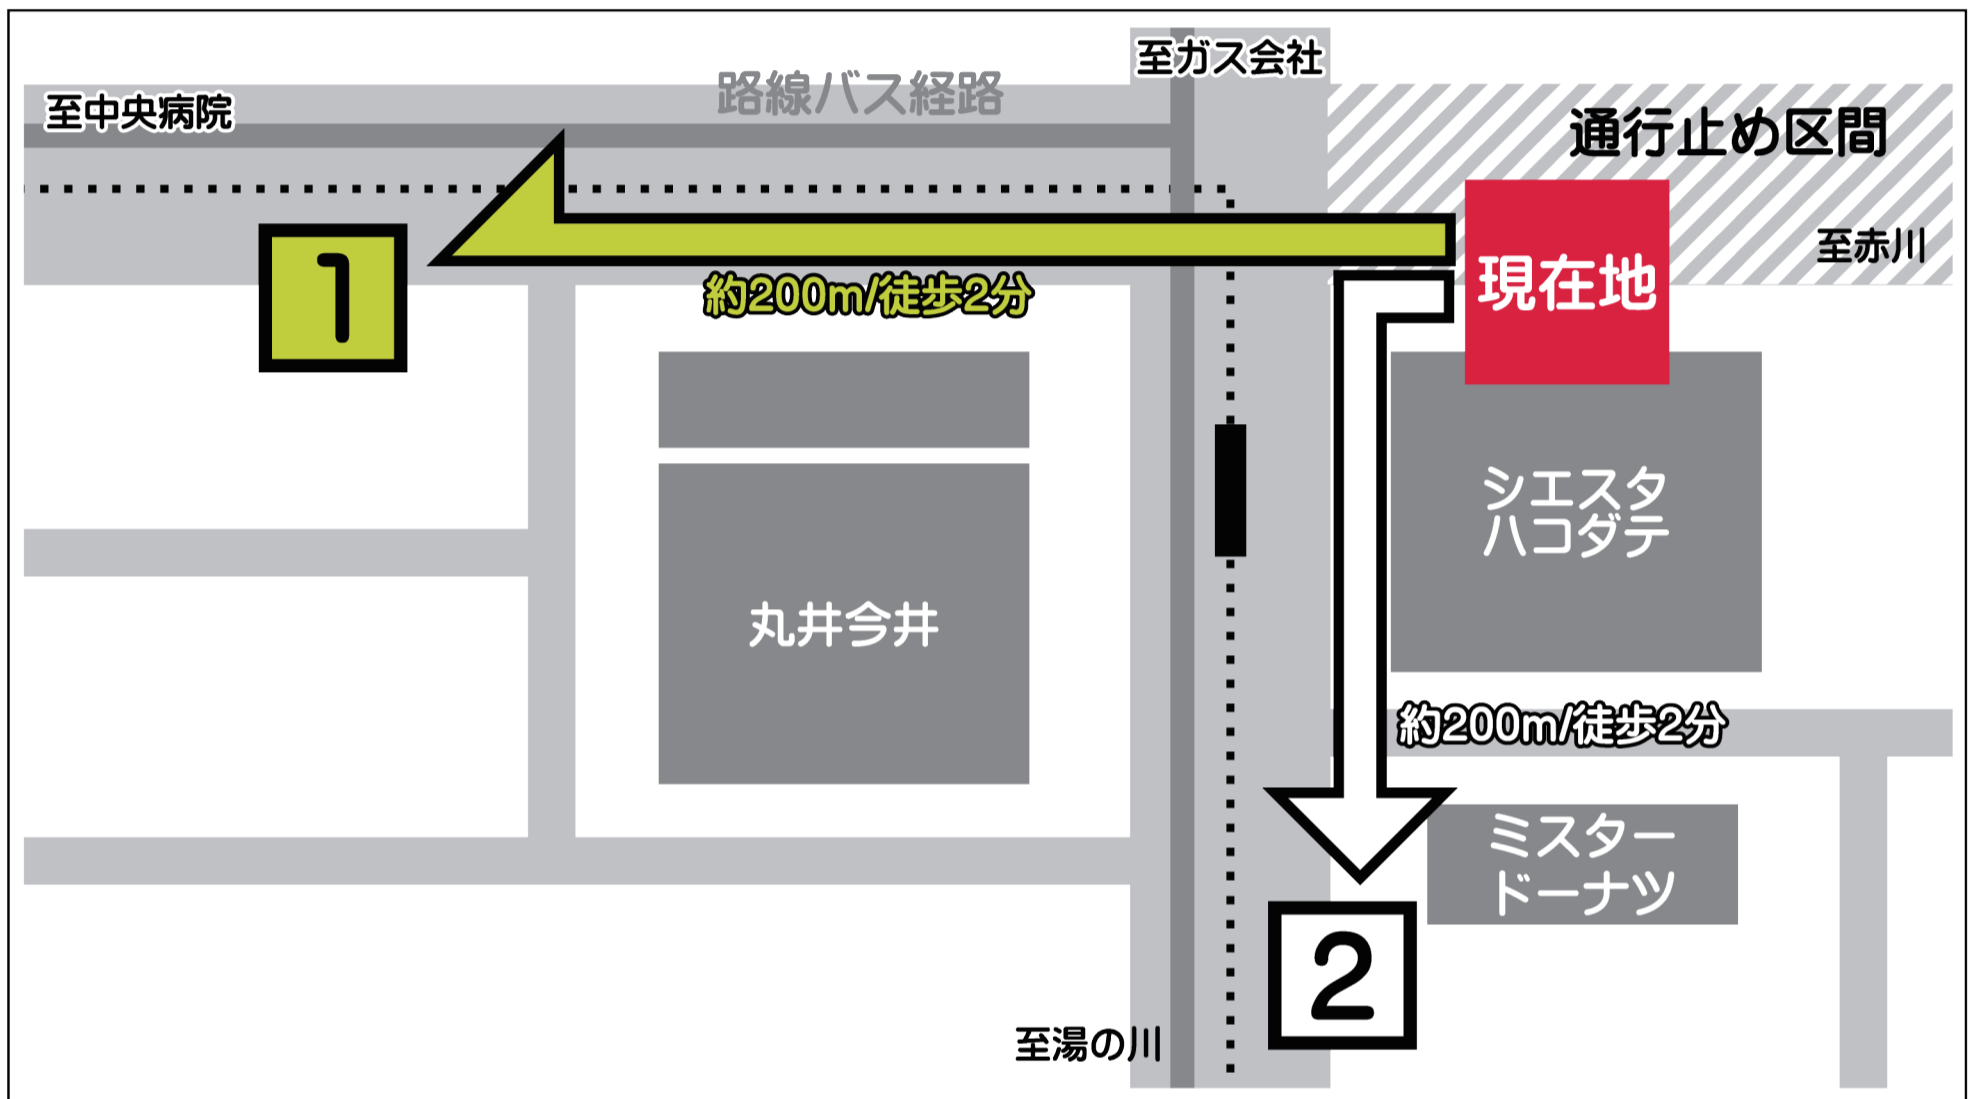 至ガス会社
路線バス経路
至中央病院
通行止め区間
至赤川
現在地
1
約200m/徒歩2分
シエスタ
ハコダテ
丸井今井
約200m/徒歩2分
ミスター
ドーナツ
2
至湯の川